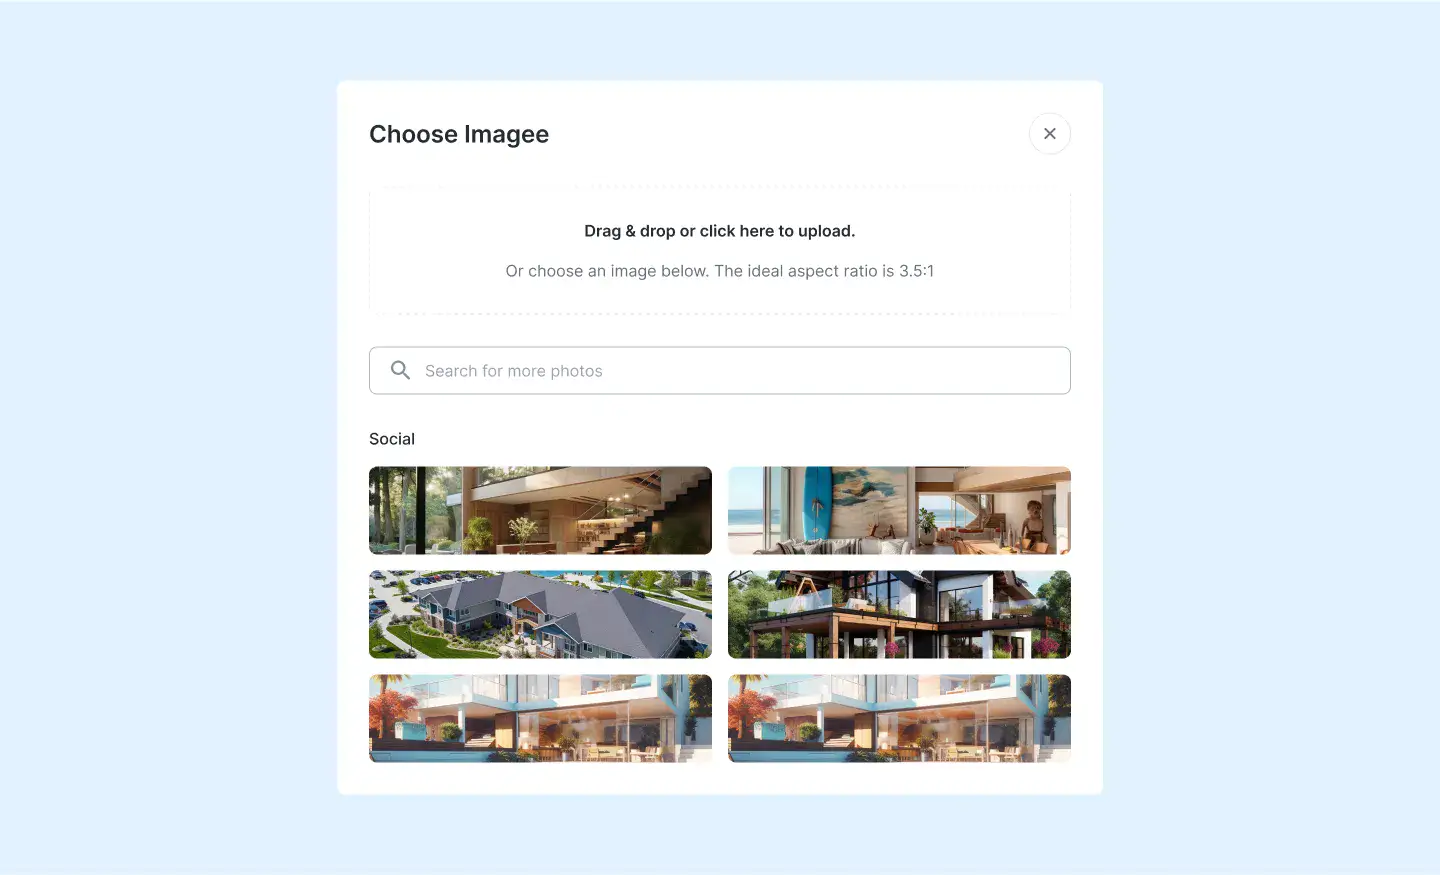 Choose Imagee
Drag & drop or click here to upload.
Or choose an image below. The ideal aspect ratio is 3.5:1
Search for more photos
Social